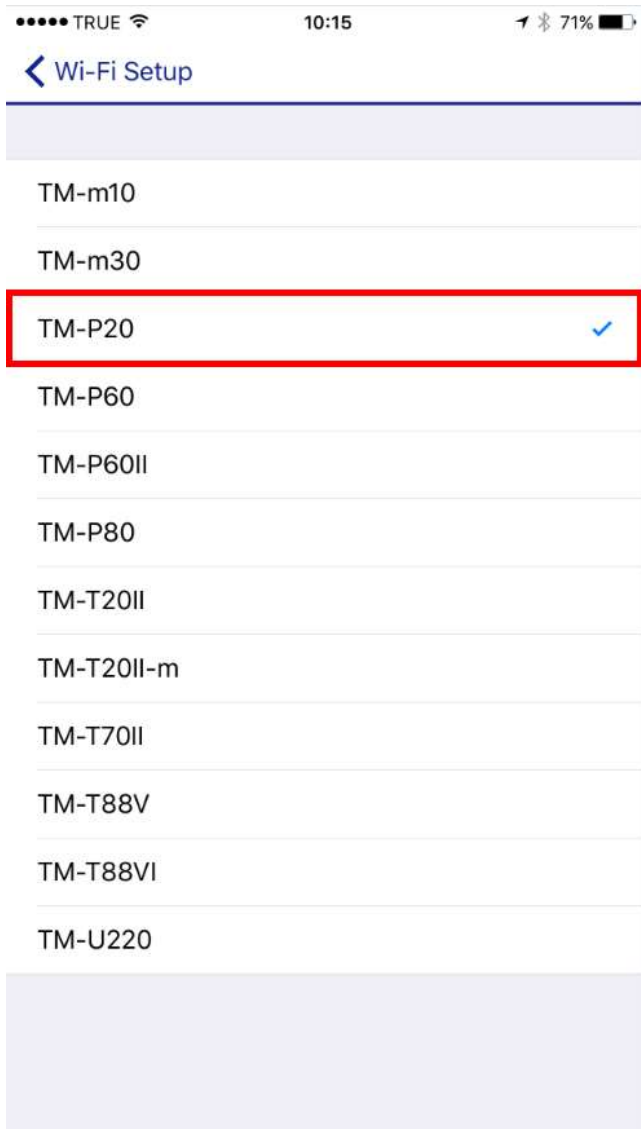 TRUE 10:15 71%
Wi-Fi Setup
TM-m10
TM-m30
TM-P20
TM-P60
TM-P60II
TM-P80
TM-T20II
TM-T20II-m
TM-T70II
TM-T88V
TM-T88VI
TM-U220